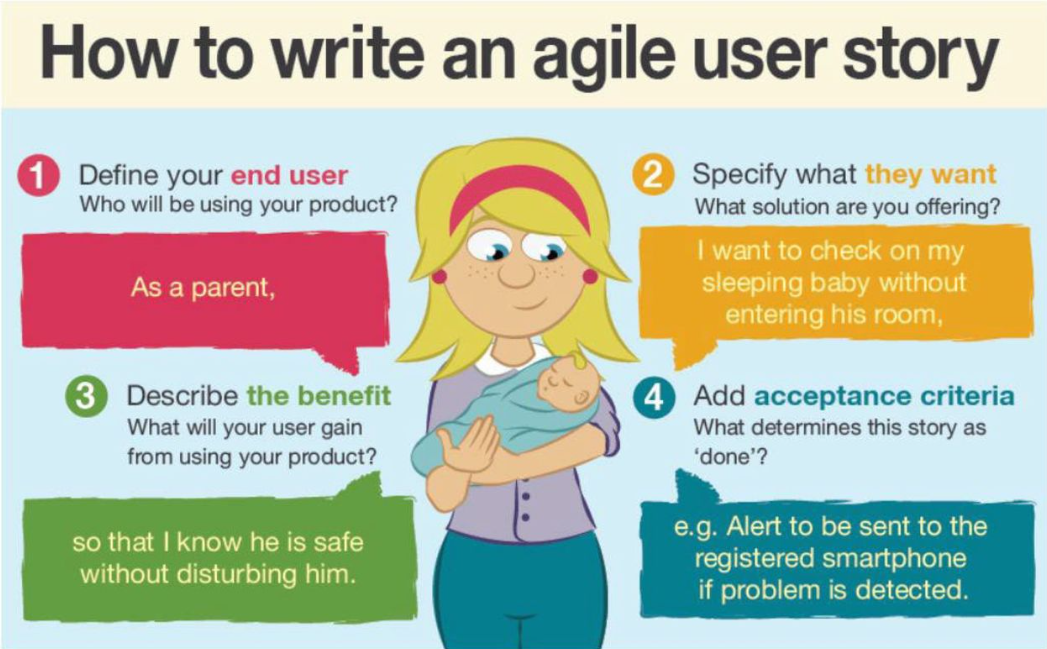 How to write an agile user story
1 Define your end user
Who will be using your product?
As a parent,
2 Specify what they want
What solution are you offering?
I want to check on my
sleeping baby without
entering his room,
3 Describe the benefit
What will your user gain
from using your product?
so that I know he is safe
without disturbing him.
4 Add acceptance criteria
What determines this story as
‘done’?
e.g. Alert to be sent to the
registered smartphone
if problem is detected.